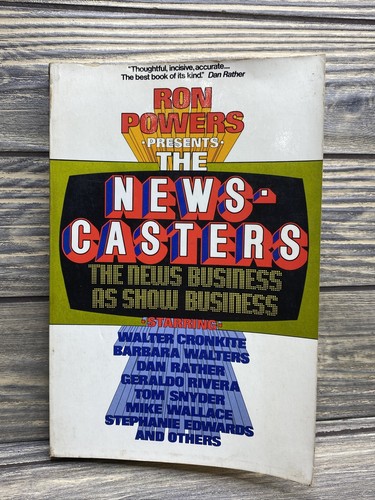 "Thoughtful, incisive, accurate...
The best book of its kind." Dan Rather
RON
POWERS
·PRESENTS·
THE
NEWS-
CASTERS
THE NEWS BUSINESS
AS SHOW BUSINESS
·STARRING·
WALTER CRONKITE
BARBARA WALTERS
DAN RATHER
GERALDO RIVERA
TOM SNYDER
MIKE WALLACE
STEPHANIE EDWARDS
AND OTHERS